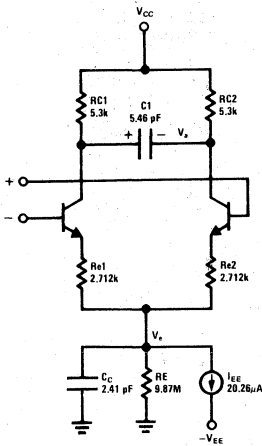 VCC
RC1
5.3k
C1
5.46 pF
RC2
5.3k
+ − Va
+
−
Re1
2.712k
Re2
2.712k
Ve
CC
2.41 pF
RE
9.87M
IEE
20.26μA
−VEE